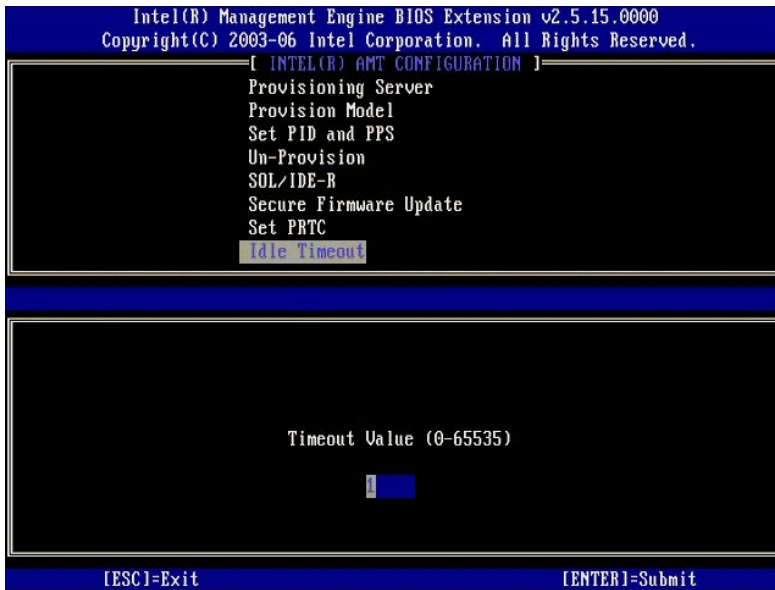 Intel(R) Management Engine BIOS Extension v2.5.15.0000
Copyright(C) 2003-06 Intel Corporation. All Rights Reserved.
[ INTEL(R) AMT CONFIGURATION ]
Provisioning Server
Provision Model
Set PID and PPS
Un-Provision
SOL/IDE-R
Secure Firmware Update
Set PRTC
Idle Timeout
Timeout Value (0-65535)
1
[ESC]=Exit [ENTER]=Submit